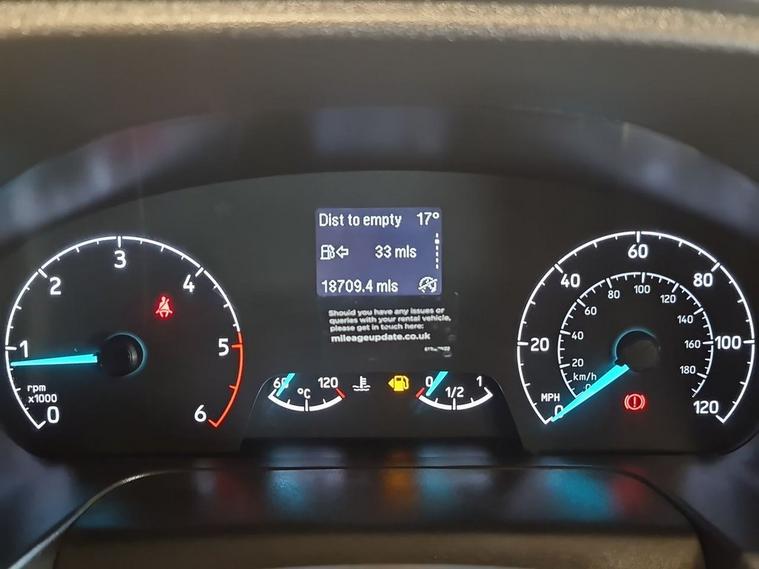 Dist to empty 17°
33 mls
18709.4 mls
Should you have any issues or
queries with your rental vehicle,
please get in touch here:
mileageupdate.co.uk
0
1
2
3
4
5
6
rpm
x1000
60 120
°C
0 1/2 1
0
20
40
60
80
100
120
MPH
0
20
40
60
80
100
120
140
160
180
km/h